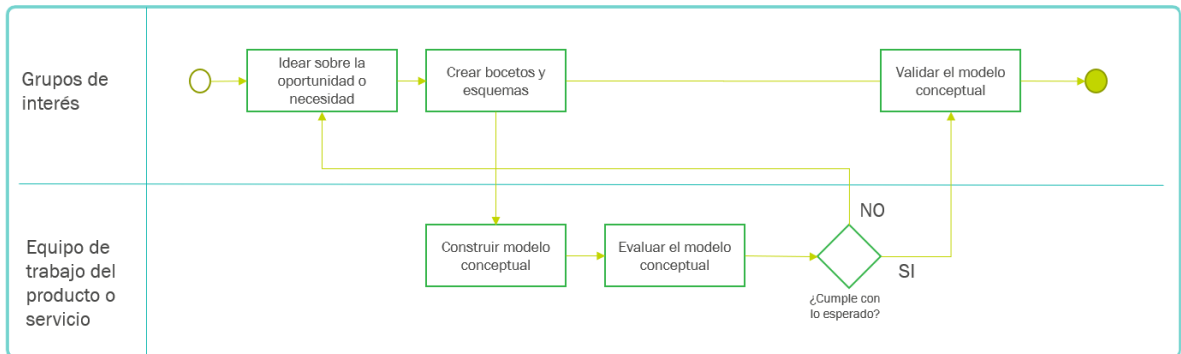 Grupos de
interés
Idear sobre la
oportunidad o
necesidad
Crear bocetos y
esquemas
Validar el modelo
conceptual
Equipo de
trabajo del
producto o
servicio
Construir modelo
conceptual
Evaluar el modelo
conceptual
NO
SI
¿Cumple con
lo esperado?